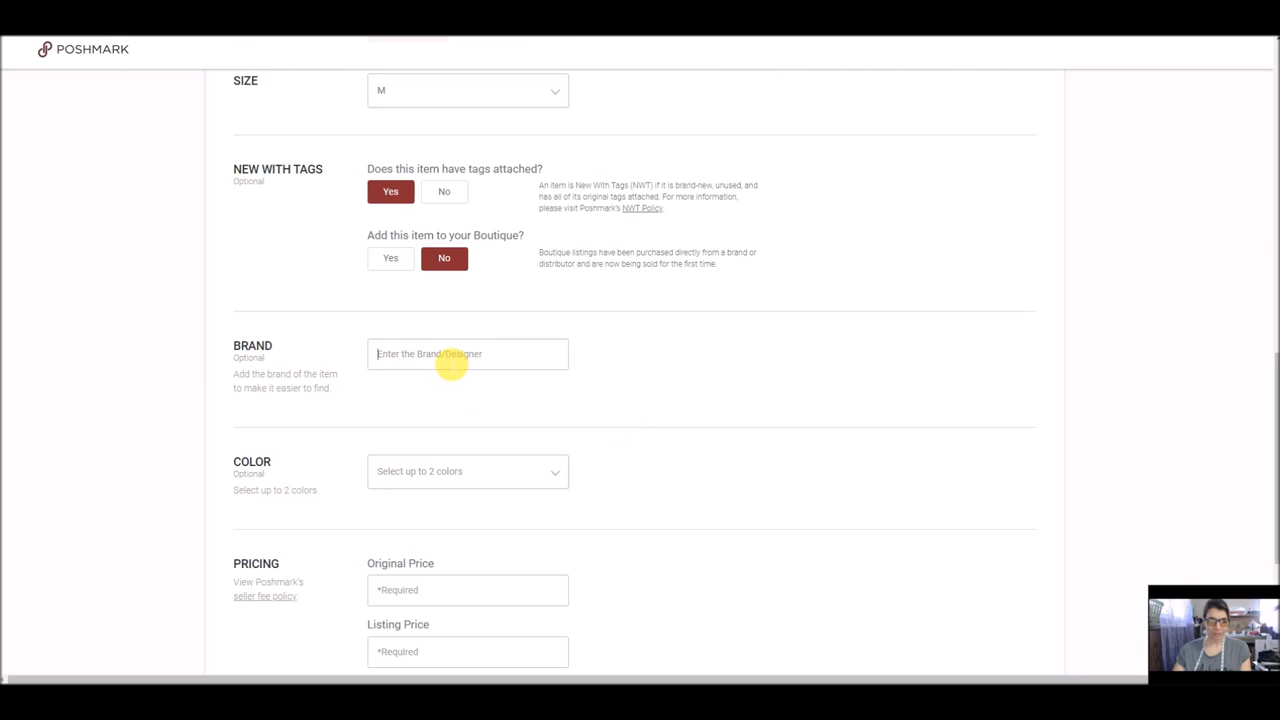 POSHMARK
SIZE
M
NEW WITH TAGS
Optional
Does this item have tags attached?
Yes
No
An item is New With Tags (NWT) if it is brand-new, unused, and
has all of its original tags attached. For more information,
please visit Poshmark's NWT Policy.
Add this item to your Boutique?
Yes
No
Boutique listings have been purchased directly from a brand or
distributor and are now being sold for the first time.
BRAND
Optional
Add the brand of the item
to make it easier to find.
Enter the Brand/Designer
COLOR
Optional
Select up to 2 colors
Select up to 2 colors
PRICING
View Poshmark's
seller fee policy.
Original Price
*Required
Listing Price
*Required